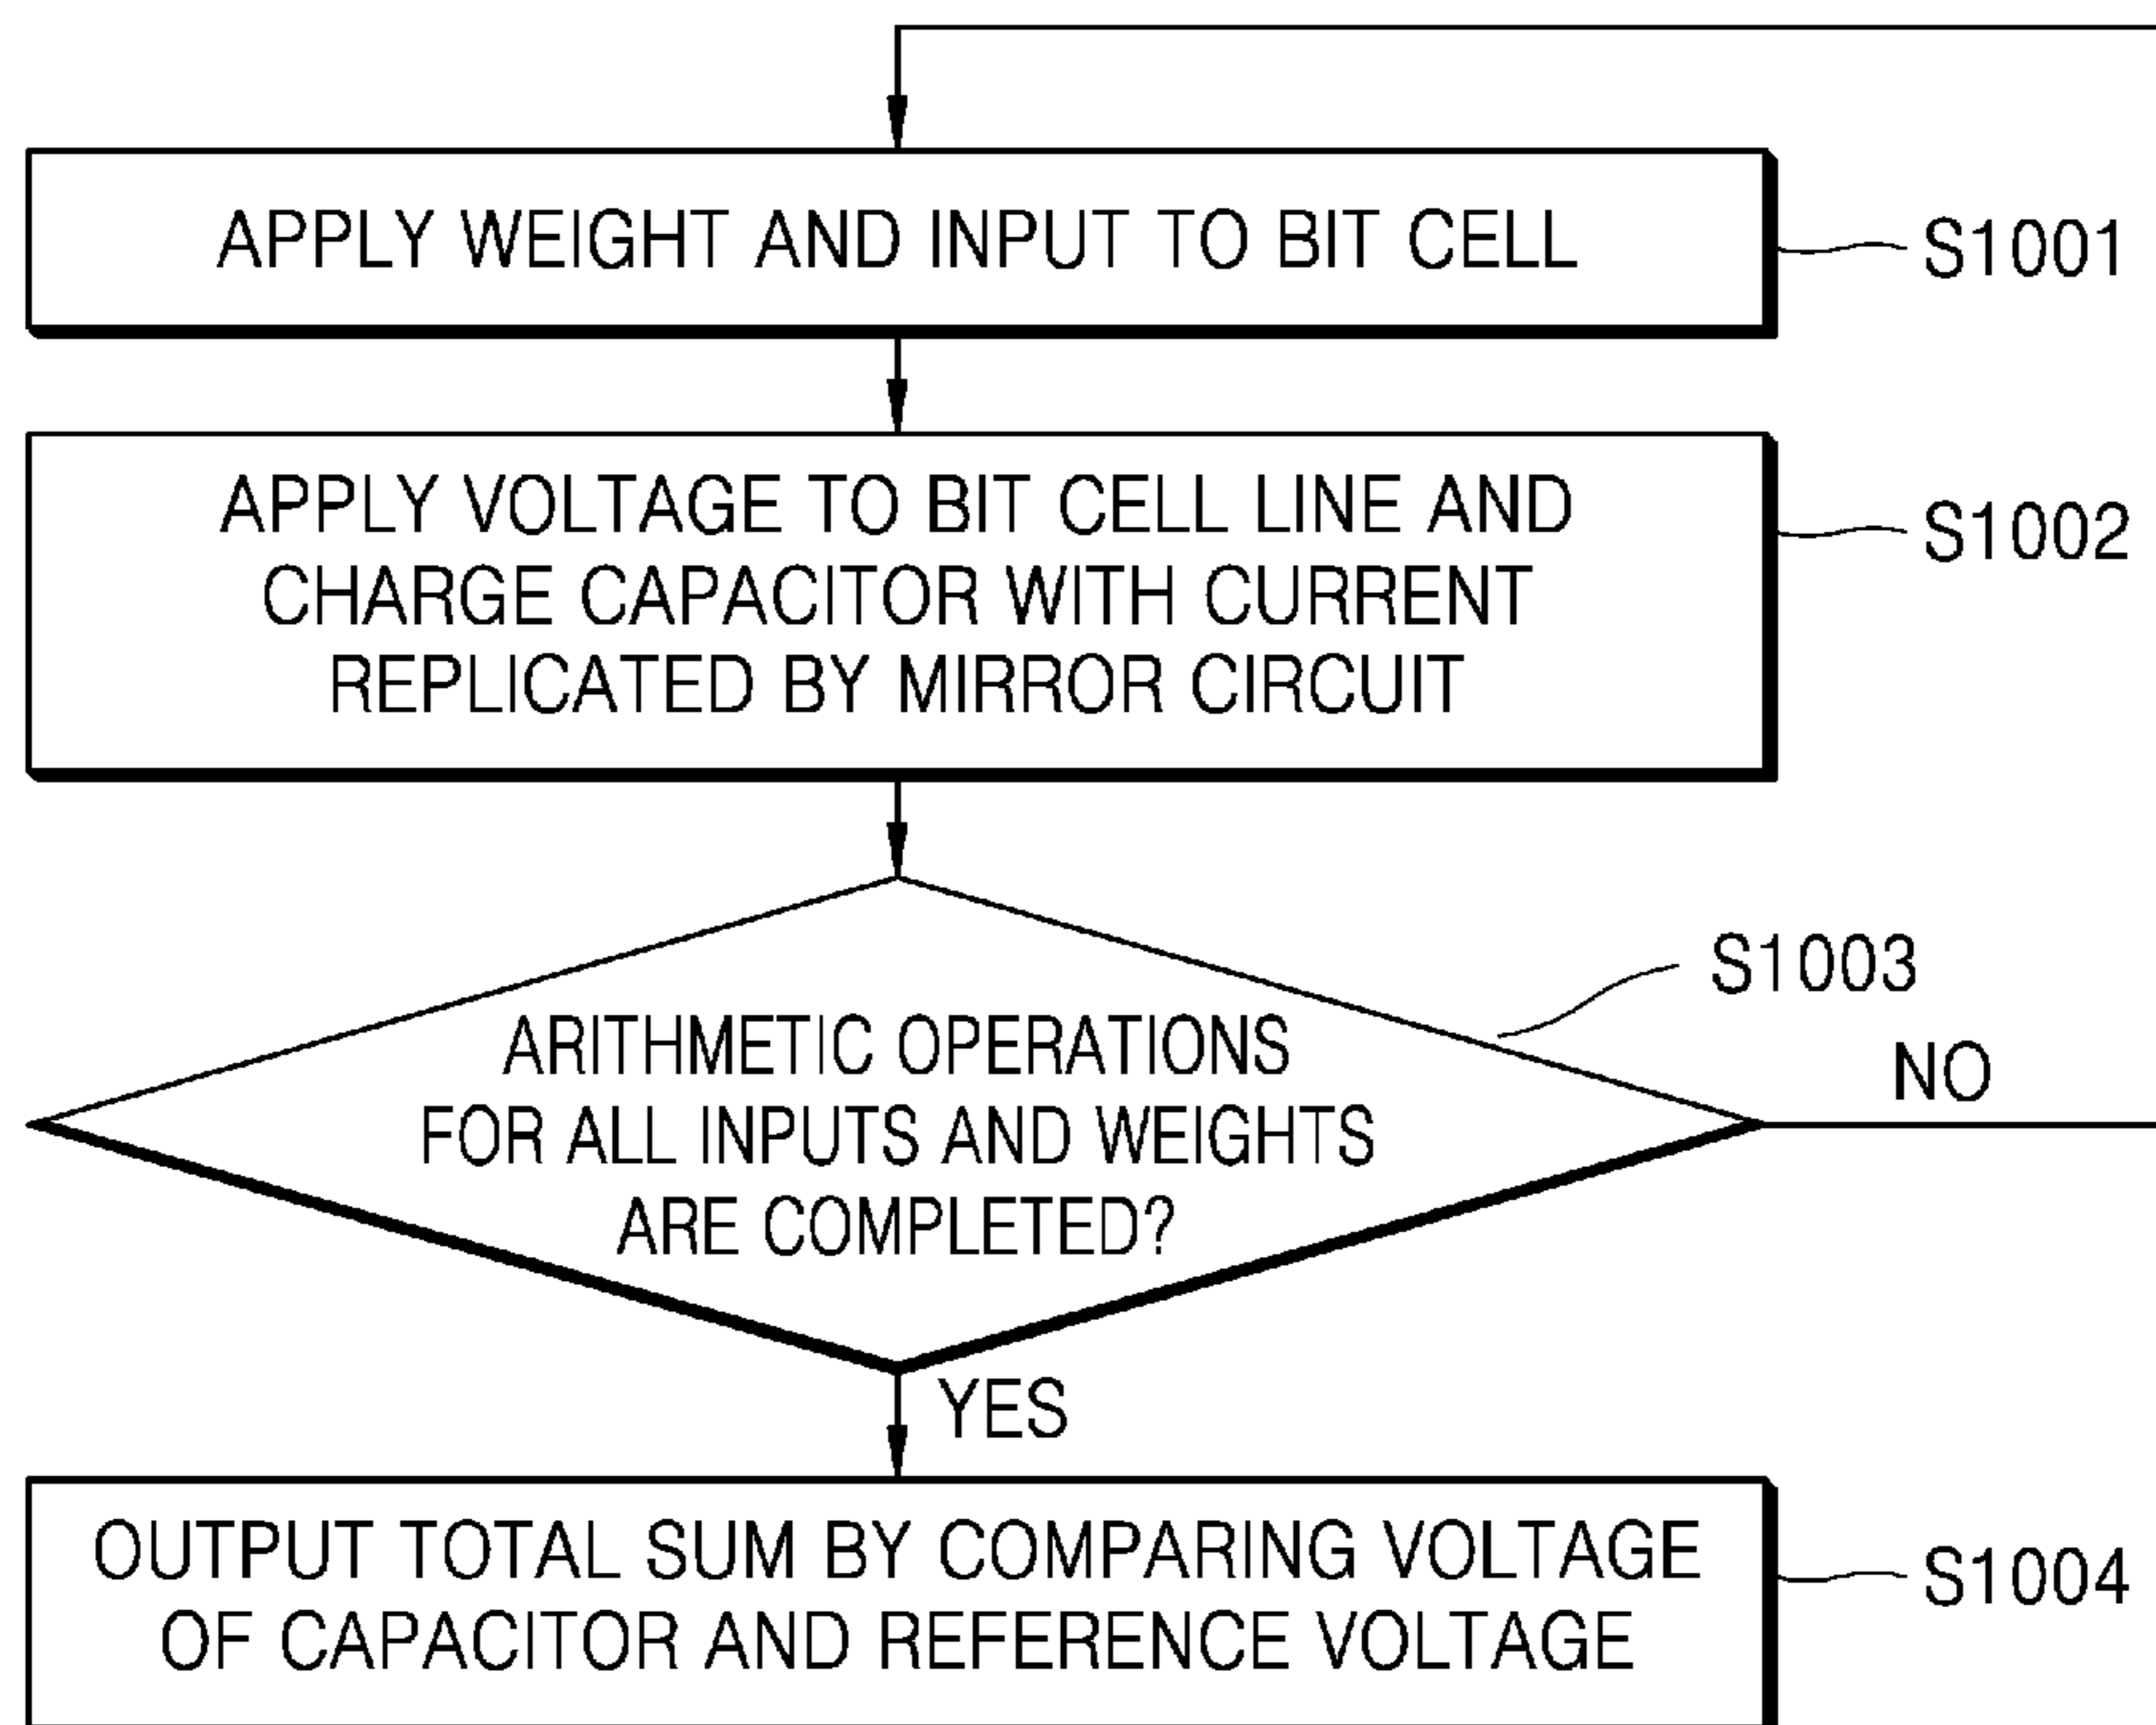 APPLY WEIGHT AND INPUT TO BIT CELL
S1001
APPLY VOLTAGE TO BIT CELL LINE AND
CHARGE CAPACITOR WITH CURRENT
REPLICATED BY MIRROR CIRCUIT
S1002
S1003
ARITHMETIC OPERATIONS
FOR ALL INPUTS AND WEIGHTS
ARE COMPLETED?
NO
YES
OUTPUT TOTAL SUM BY COMPARING VOLTAGE
OF CAPACITOR AND REFERENCE VOLTAGE
S1004